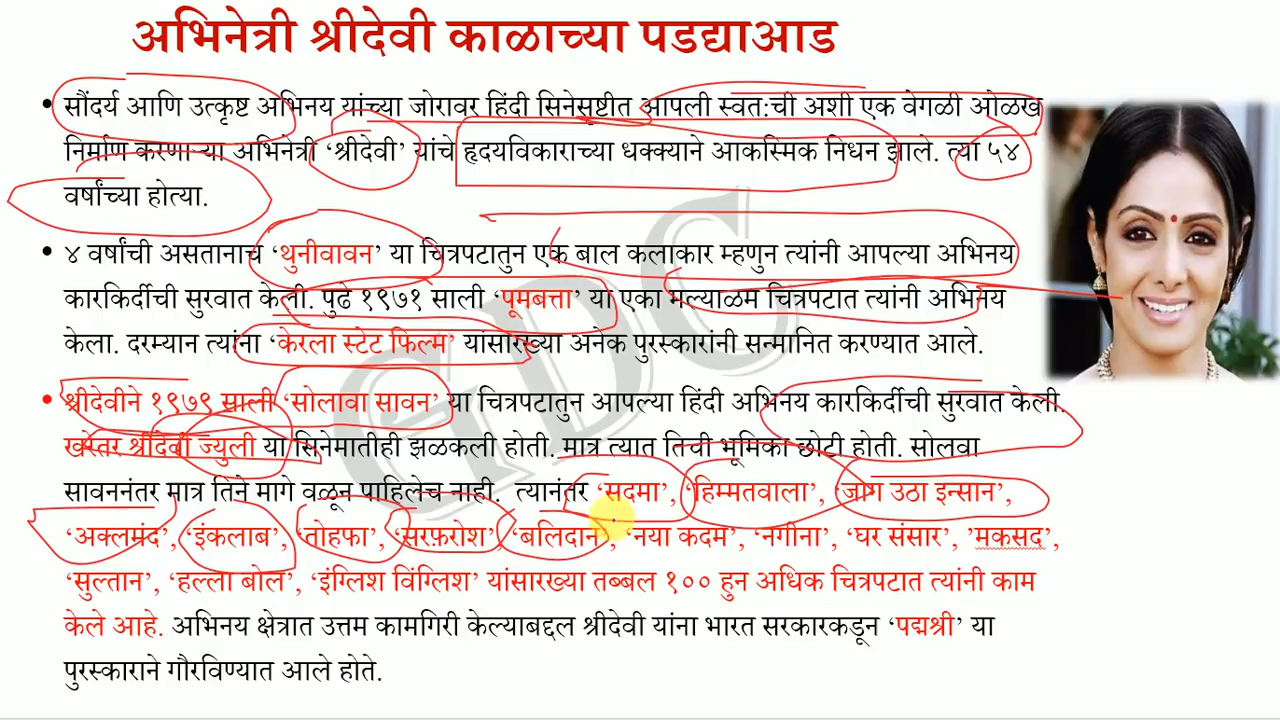 अभिनेत्री श्रीदेवी काळाच्या पडद्याआड
• सौंदर्य आणि उत्कृष्ट अभिनय यांच्या जोरावर हिंदी सिनेसृष्टीत आपली स्वत:ची अशी एक वेगळी ओळख
निर्माण करणाऱ्या अभिनेत्री ‘श्रीदेवी’ यांचे हृदयविकाराच्या धक्क्याने आकस्मिक निधन झाले. त्या ५४
वर्षांच्या होत्या.
• ४ वर्षांची असतानाच ‘थुनीवावन’ या चित्रपटातुन एक बाल कलाकार म्हणुन त्यांनी आपल्या अभिनय
कारकिर्दीची सुरवात केली. पुढे १९७१ साली ‘पूमबत्ता’ या एका मल्याळम चित्रपटात त्यांनी अभिनय
केला. दरम्यान त्यांना ‘केरला स्टेट फिल्म’ यांसारख्या अनेक पुरस्कारांनी सन्मानित करण्यात आले.
• श्रीदेवीने १९७९ साली ‘सोलावा सावन’ या चित्रपटातुन आपल्या हिंदी अभिनय कारकिर्दीची सुरवात केली.
खरेतर श्रीदेवी ज्युली या सिनेमातीही झळकली होती. मात्र त्यात तिची भूमिका छोटी होती. सोलवा
सावननंतर मात्र तिने मागे वळून पाहिलेच नाही. त्यानंतर ‘सदमा’, ‘हिम्मतवाला’, ‘जाग उठा इन्सान’,
‘अक्लमंद’, ‘इंकलाब’, ‘तोहफा’, ‘सरफ़रोश’, ‘बलिदान’, ‘नया कदम’, ‘नगीना’, ‘घर संसार’, ’मकसद’,
‘सुल्तान’, ‘हल्ला बोल’, ‘इंग्लिश विंग्लिश’ यांसारख्या तब्बल १०० हुन अधिक चित्रपटात त्यांनी काम
केले आहे. अभिनय क्षेत्रात उत्तम कामगिरी केल्याबद्दल श्रीदेवी यांना भारत सरकारकडून ‘पद्मश्री’ या
पुरस्काराने गौरविण्यात आले होते.
GDC